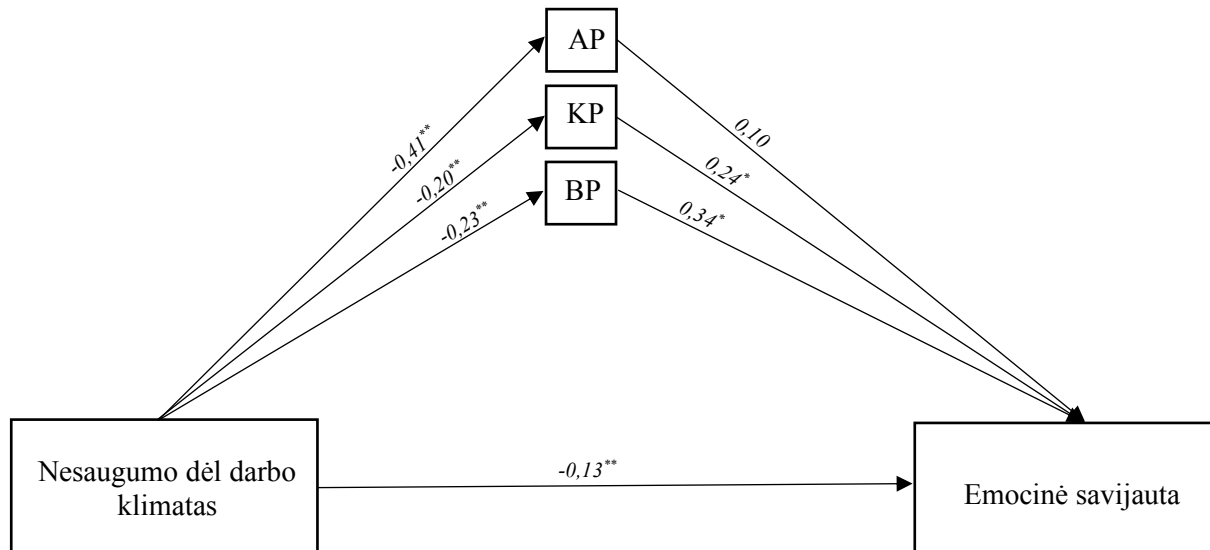 AP
KP
BP
-0,41**
-0,20**
-0,23**
0,10
0,24*
0,34*
Nesaugumo dėl darbo
klimatas
-0,13**
Emocinė savijauta